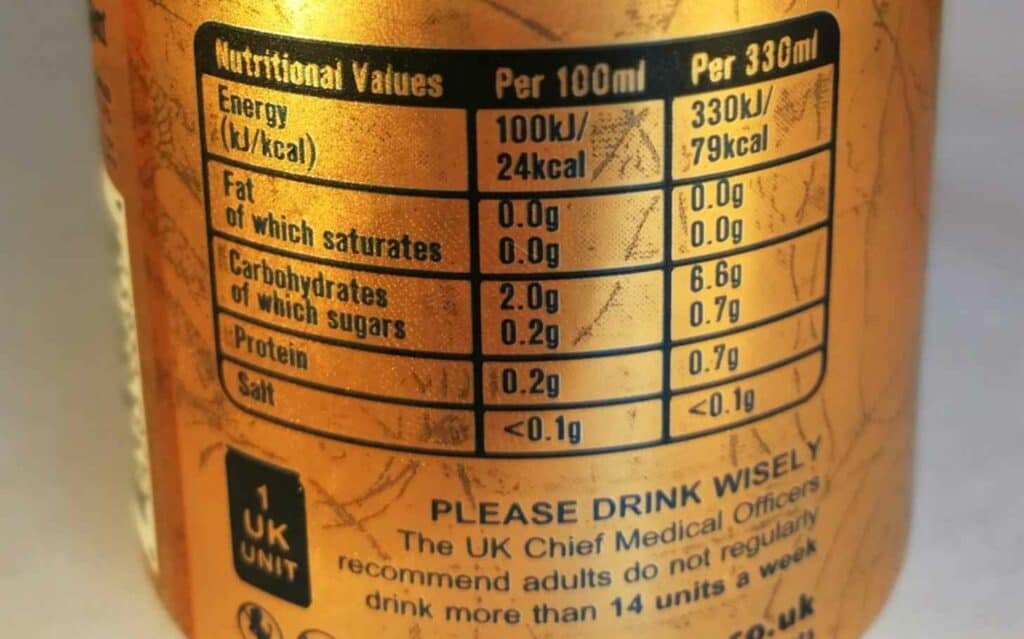 Nutritional Values Per 100ml Per 330ml
Energy 100kJ/ 330kJ/
(kJ/kcal) 24kcal 79kcal
Fat 0.0g 0.0g
of which saturates 0.0g 0.0g
Carbohydrates 2.0g 6.6g
of which sugars 0.2g 0.7g
Protein 0.2g 0.7g
Salt <0.1g <0.1g
1
UK
UNIT
PLEASE DRINK WISELY
The UK Chief Medical Officers
recommend adults do not regularly
drink more than 14 units a week
co.uk